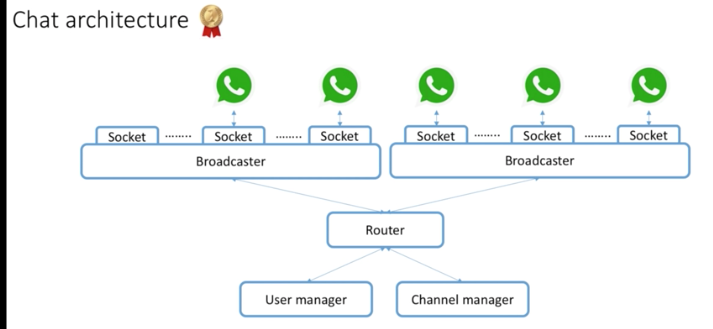 Chat architecture
Socket ........ Socket ........ Socket Socket ........ Socket ........ Socket
Broadcaster Broadcaster
Router
User manager Channel manager